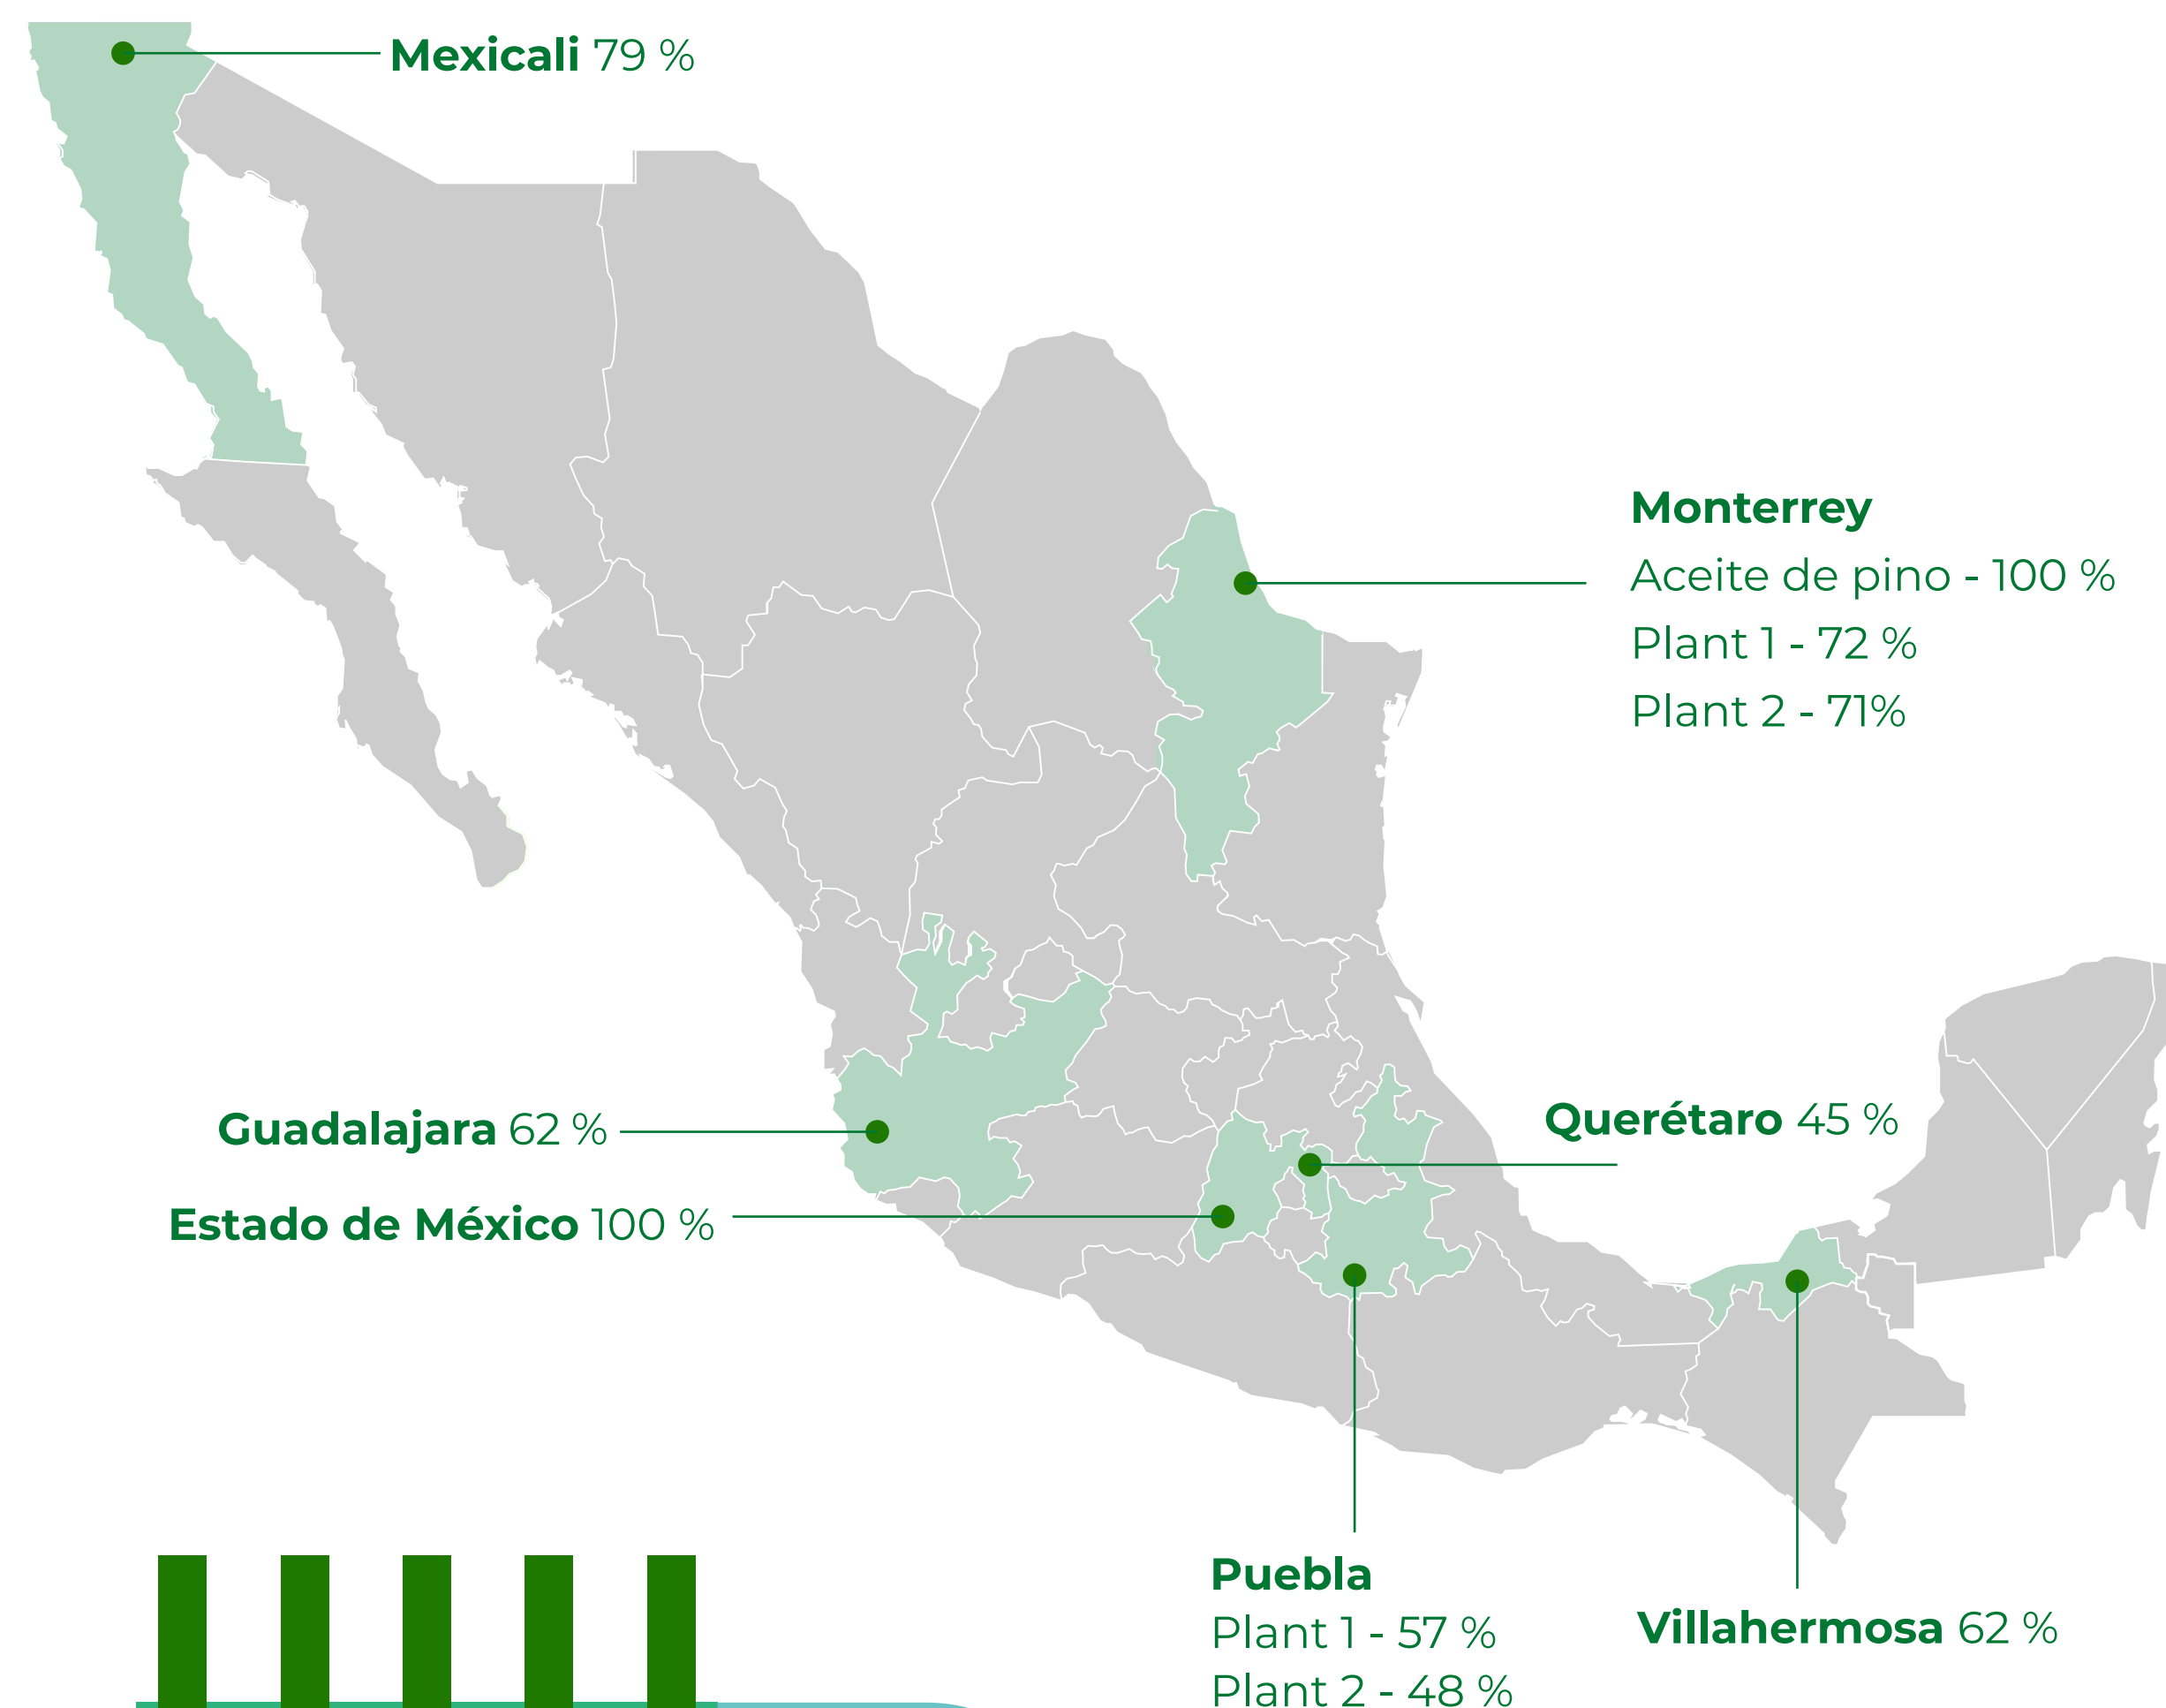 Mexicali 79 %
Monterrey
Aceite de pino - 100 %
Plant 1 - 72 %
Plant 2 - 71%
Guadalajara 62 %
Querétaro 45 %
Estado de México 100 %
Puebla
Plant 1 - 57 %
Plant 2 - 48 %
Villahermosa 62 %